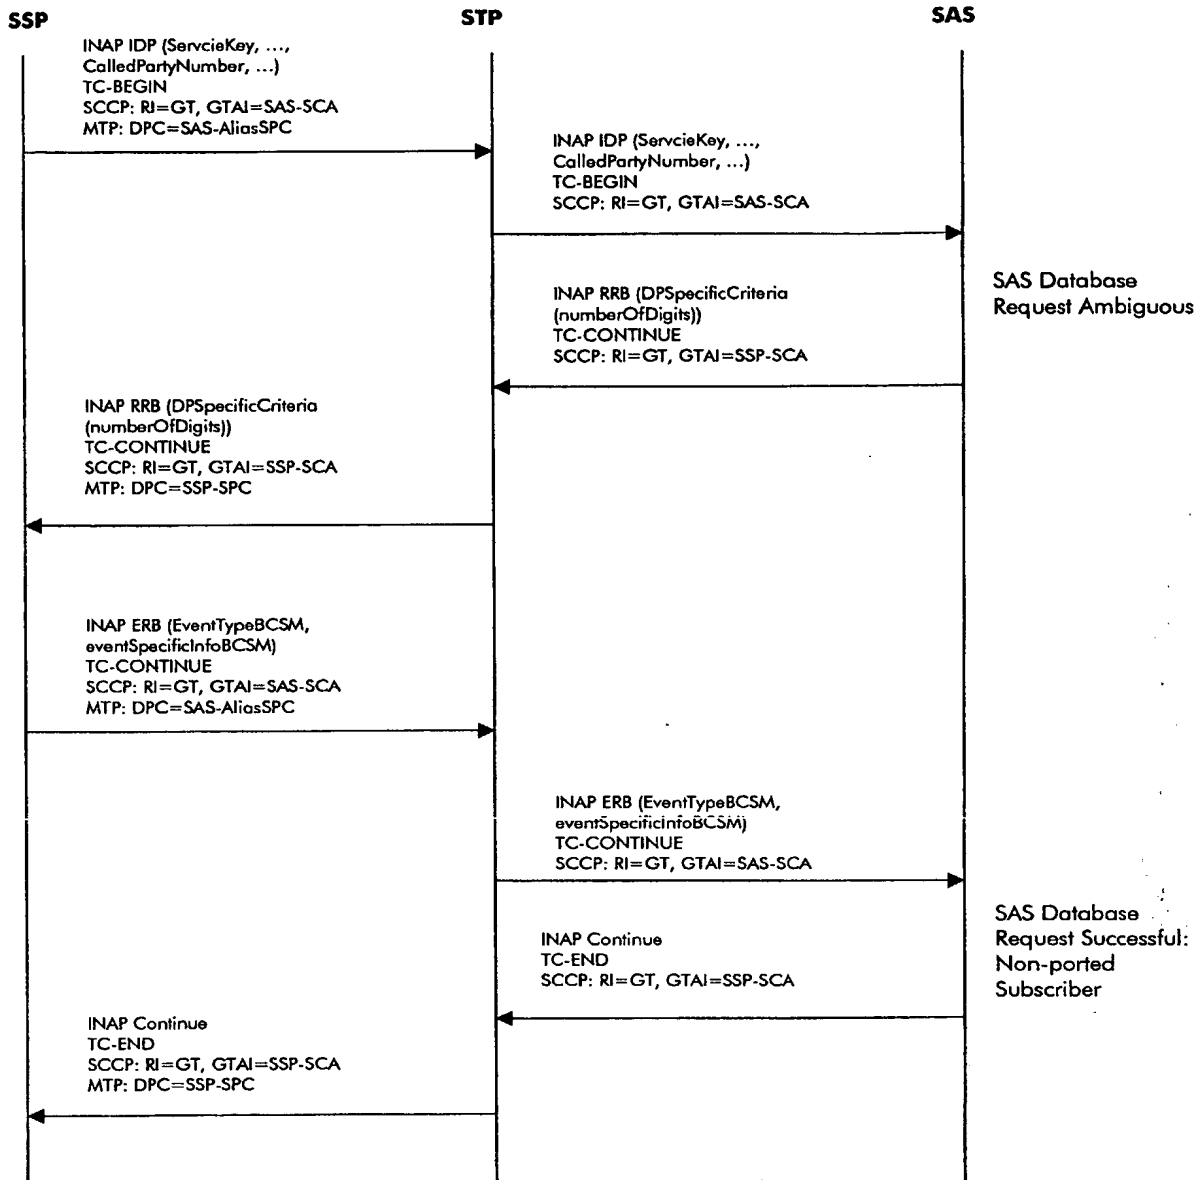 SSP
STP
SAS
INAP IDP (ServcieKey, ...,
CalledPartyNumber, ...)
TC-BEGIN
SCCP: RI=GT, GTAI=SAS-SCA
MTP: DPC=SAS-AliasSPC
INAP IDP (ServcieKey, ...,
CalledPartyNumber, ...)
TC-BEGIN
SCCP: RI=GT, GTAI=SAS-SCA
SAS Database
Request Ambiguous
INAP RRB (DPSpecificCriteria
(numberOfDigits))
TC-CONTINUE
SCCP: RI=GT, GTAI=SSP-SCA
INAP RRB (DPSpecificCriteria
(numberOfDigits))
TC-CONTINUE
SCCP: RI=GT, GTAI=SSP-SCA
MTP: DPC=SSP-SPC
INAP ERB (EventTypeBCSM,
eventSpecificInfoBCSM)
TC-CONTINUE
SCCP: RI=GT, GTAI=SAS-SCA
MTP: DPC=SAS-AliasSPC
INAP ERB (EventTypeBCSM,
eventSpecificInfoBCSM)
TC-CONTINUE
SCCP: RI=GT, GTAI=SAS-SCA
SAS Database
Request Successful:
Non-ported
Subscriber
INAP Continue
TC-END
SCCP: RI=GT, GTAI=SSP-SCA
INAP Continue
TC-END
SCCP: RI=GT, GTAI=SSP-SCA
MTP: DPC=SSP-SPC